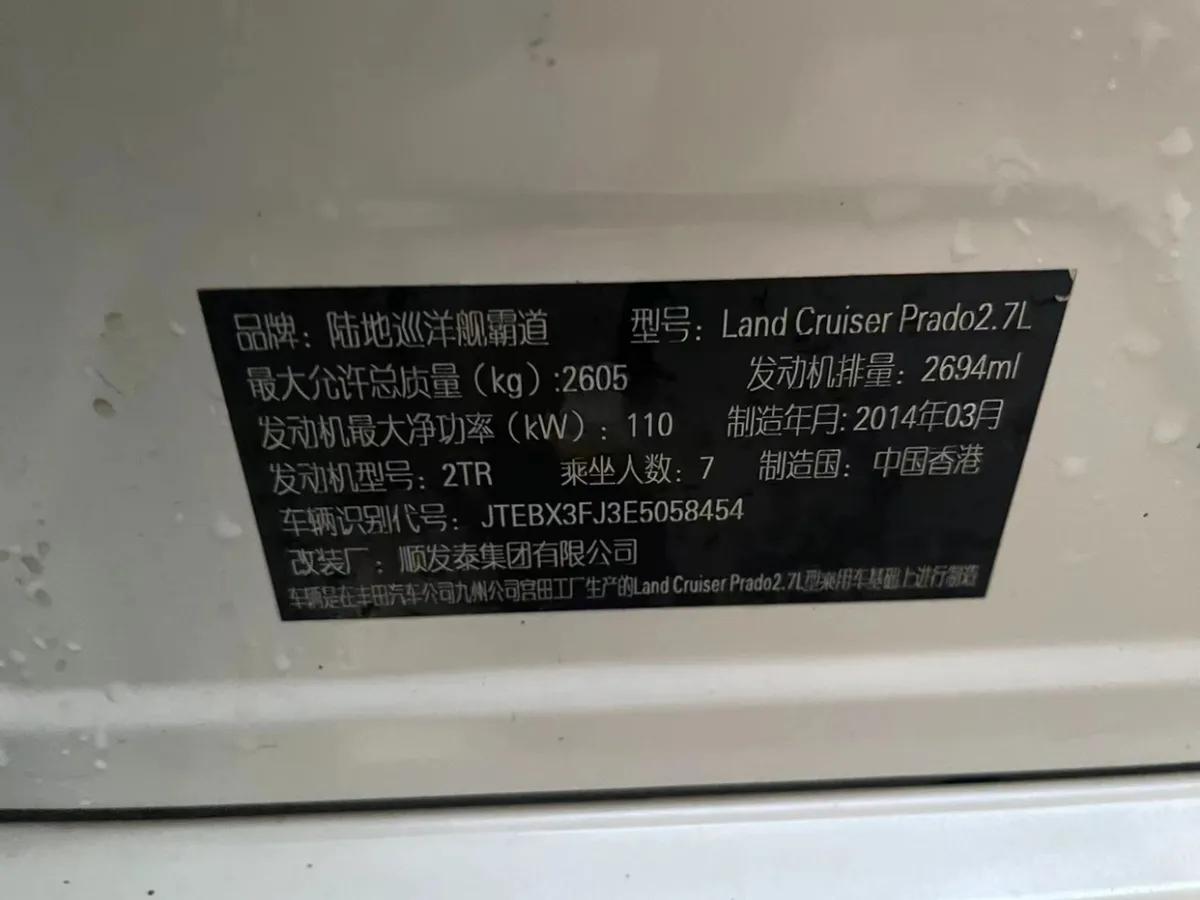 品牌：陆地巡洋舰霸道 型号：Land Cruiser Prado2.7L
最大允许总质量（kg）:2605 发动机排量：2694ml
发动机最大净功率（kW）：110 制造年月：2014年03月
发动机型号：2TR 乘坐人数：7 制造国：中国香港
车辆识别代号：JTEBX3FJ3E5058454
改装厂：顺发泰集团有限公司
车辆是在丰田汽车公司九州公司宫田工厂生产的Land Cruiser Prado2.7L型乘用车基础上进行制造